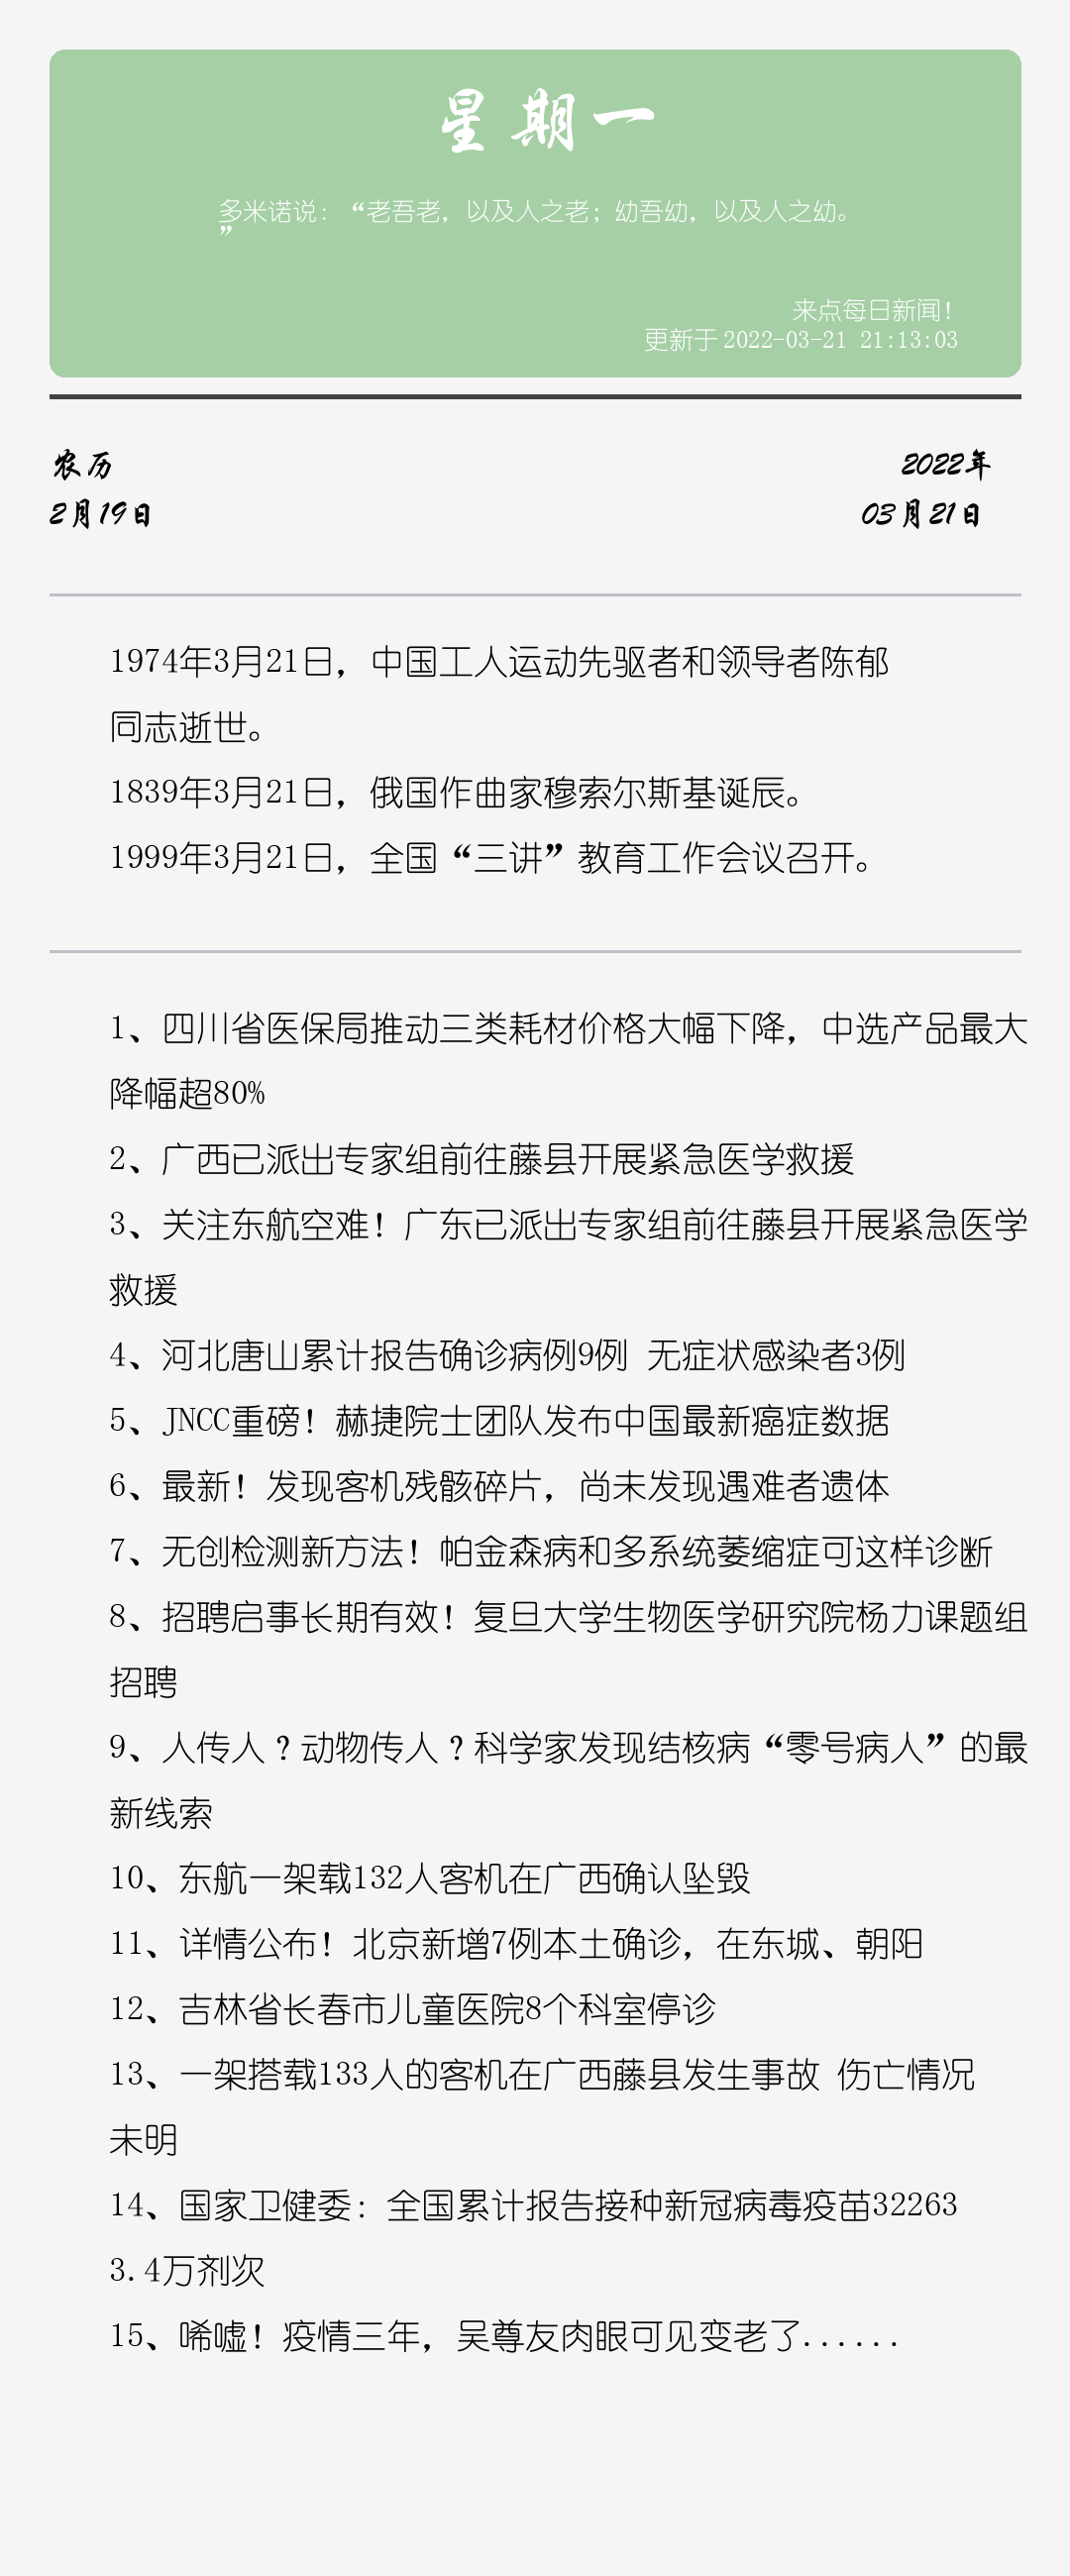 星期一
多米诺说：“老吾老，以及人之老；幼吾幼，以及人之幼。
”
来点每日新闻！
更新于 2022-03-21 21:13:03
农历
2022年
2月19日
03月21日
1974年3月21日，中国工人运动先驱者和领导者陈郁
同志逝世。
1839年3月21日，俄国作曲家穆索尔斯基诞辰。
1999年3月21日，全国“三讲”教育工作会议召开。
1、四川省医保局推动三类耗材价格大幅下降，中选产品最大
降幅超80%
2、广西已派出专家组前往藤县开展紧急医学救援
3、关注东航空难！广东已派出专家组前往藤县开展紧急医学
救援
4、河北唐山累计报告确诊病例9例 无症状感染者3例
5、JNCC重磅！赫捷院士团队发布中国最新癌症数据
6、最新！发现客机残骸碎片，尚未发现遇难者遗体
7、无创检测新方法！帕金森病和多系统萎缩症可这样诊断
8、招聘启事长期有效！复旦大学生物医学研究院杨力课题组
招聘
9、人传人？动物传人？科学家发现结核病“零号病人”的最
新线索
10、东航一架载132人客机在广西确认坠毁
11、详情公布！北京新增7例本土确诊，在东城、朝阳
12、吉林省长春市儿童医院8个科室停诊
13、一架搭载133人的客机在广西藤县发生事故 伤亡情况
未明
14、国家卫健委：全国累计报告接种新冠病毒疫苗32263
3.4万剂次
15、唏嘘！疫情三年，吴尊友肉眼可见变老了......